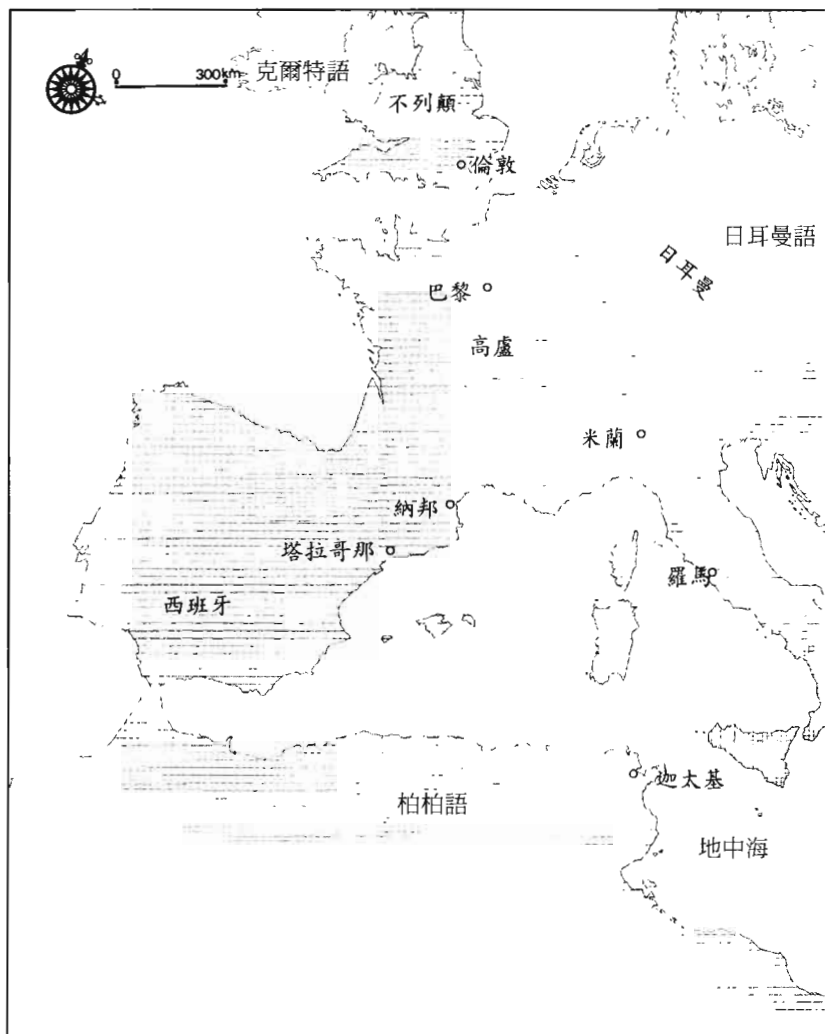 0 300km
克爾特語
不列顛
倫敦
日耳曼語
日耳曼
巴黎
高盧
米蘭
納邦
塔拉哥那
羅馬
西班牙
迦太基
柏柏語
地中海